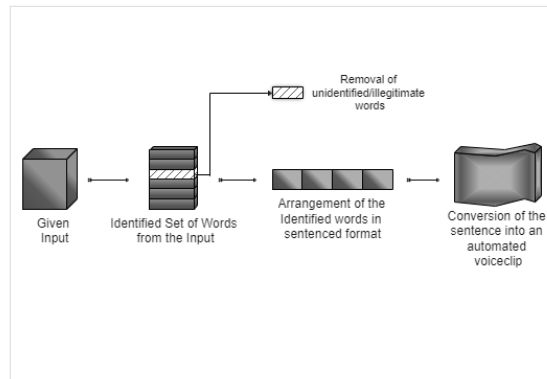 Removal of
unidentified/illegitimate
words
Given
Input
Identified Set of Words
from the Input
Arrangement of the
Identified words in
sentenced format
Conversion of the
sentence into an
automated
voiceclip